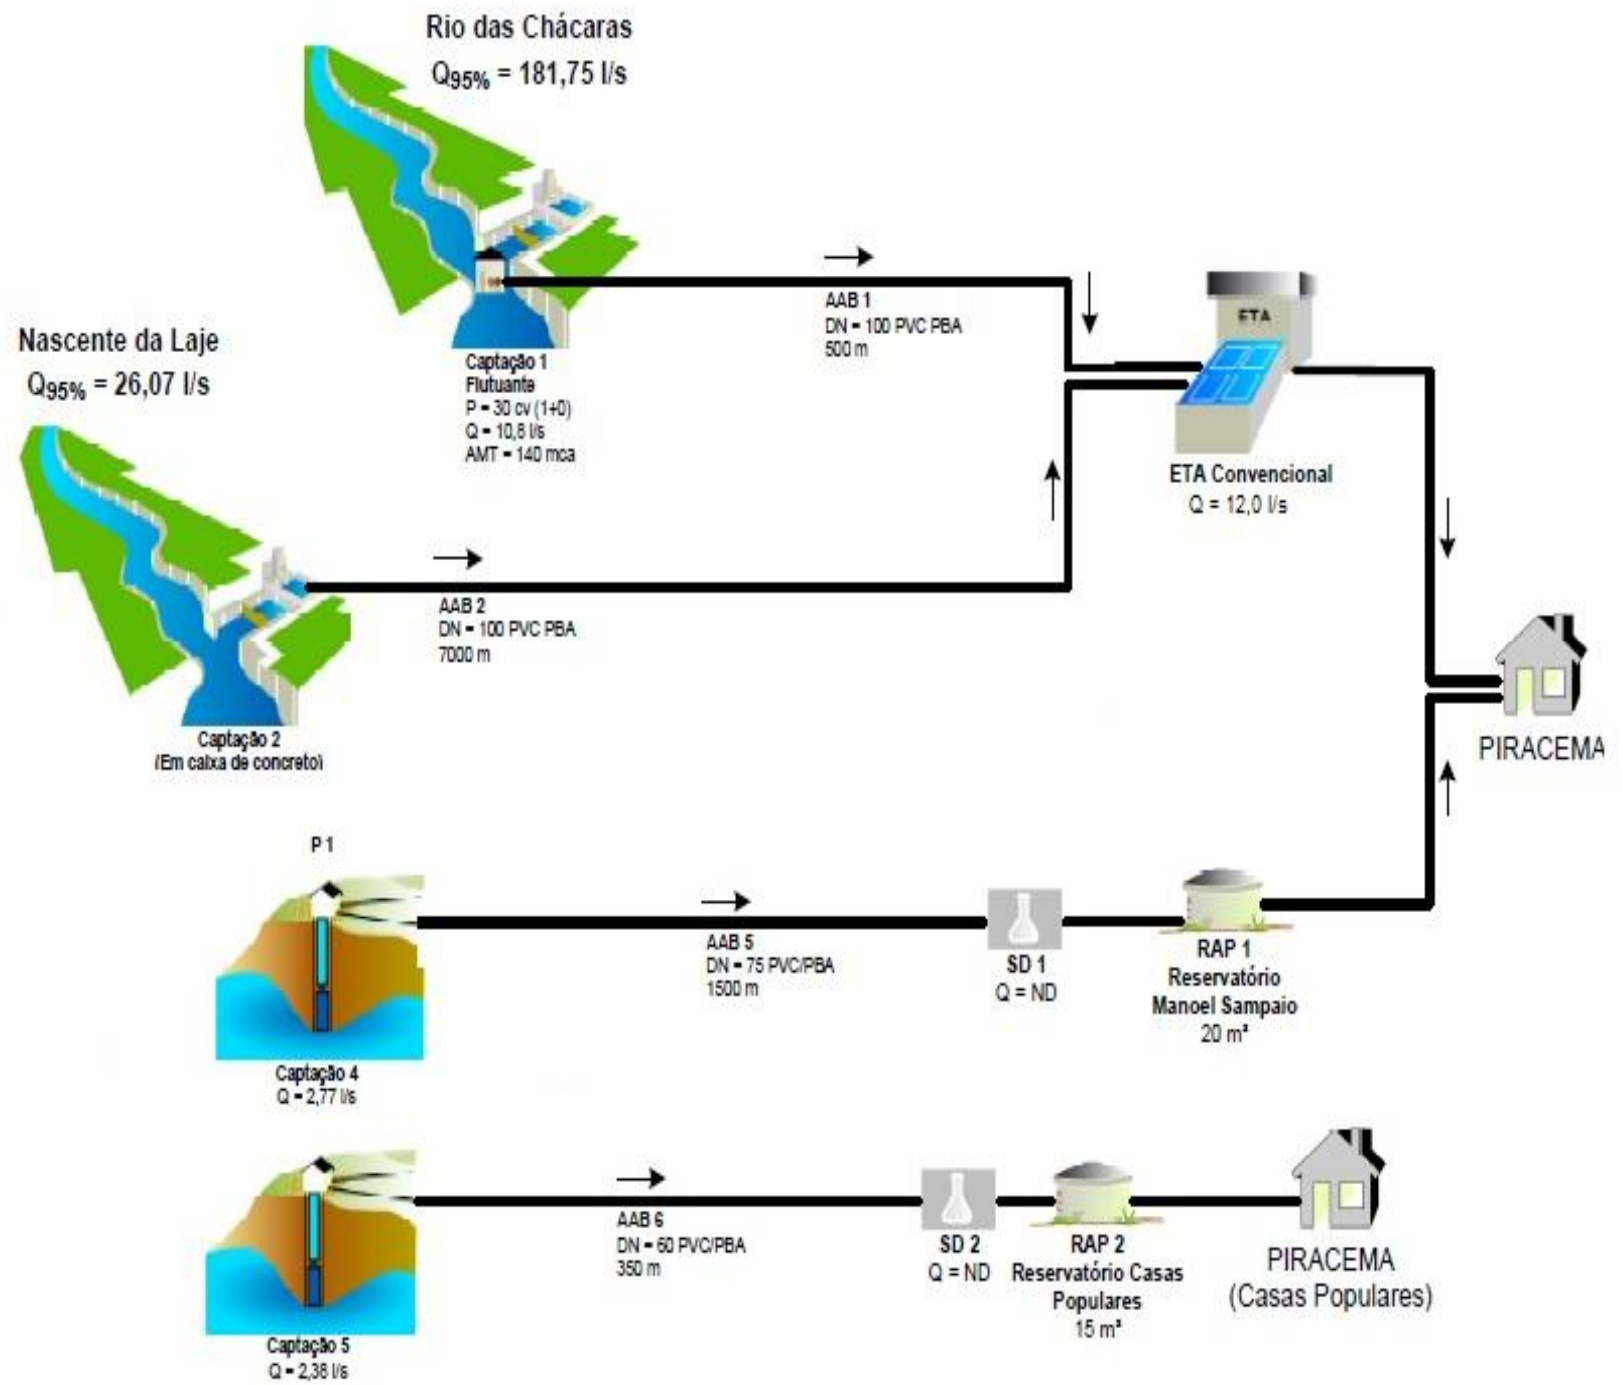 Rio das Chácaras
Q95% = 181,75 l/s
AAB 1
DN = 100 PVC PBA
500 m
ETA
Nascente da Laje
Q95% = 26,07 l/s
Captação 1
Flutuante
P = 30 cv (1+0)
Q = 10,8 l/s
AMT = 140 mca
ETA Convencional
Q = 12,0 l/s
AAB 2
DN = 100 PVC PBA
7000 m
Captação 2
(Em caixa de concreto)
PIRACEMA
P 1
AAB 5
DN = 75 PVC/PBA
1500 m
SD 1
Q = ND
RAP 1
Reservatório
Manoel Sampaio
20 m³
Captação 4
Q = 2,77 l/s
AAB 6
DN = 60 PVC/PBA
350 m
SD 2
Q = ND
RAP 2
Reservatório Casas
Populares
15 m³
PIRACEMA
(Casas Populares)
Captação 5
Q = 2,38 l/s